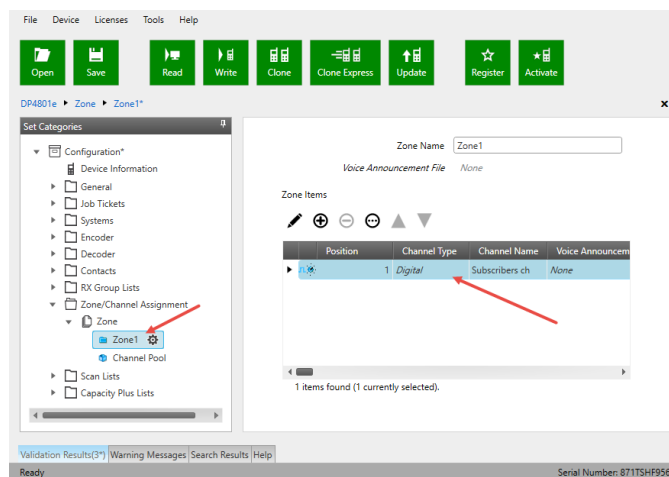 File Device Licenses Tools Help
Open Save Read Write Clone Clone Express Update Register Activate
DP4801e Zone Zone1*
Set Categories
Configuration*
Device Information
General
Job Tickets
Systems
Encoder
Decoder
Contacts
RX Group Lists
Zone/Channel Assignment
Zone
Zone1
Channel Pool
Scan Lists
Capacity Plus Lists
Zone Name Zone1
Voice Announcement File None
Zone Items
Position Channel Type Channel Name Voice Announcem
1 Digital Subscribers ch None
1 items found (1 currently selected).
Validation Results(3*) Warning Messages Search Results Help
Ready Serial Number: 871TSHF956